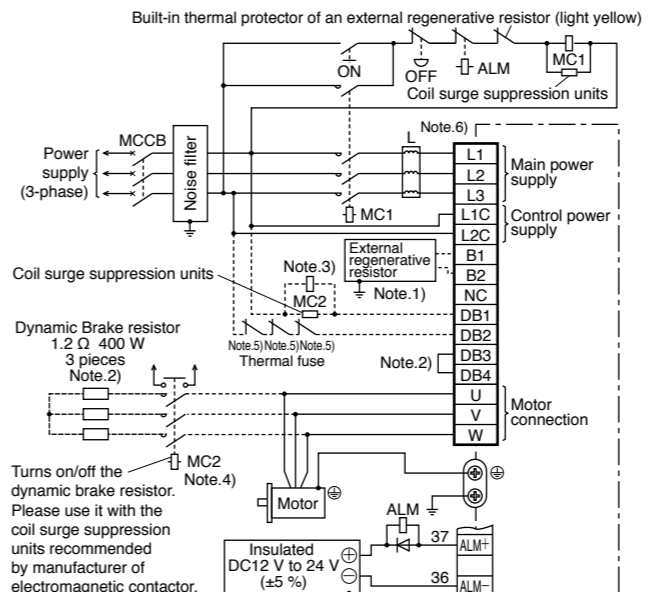 Built-in thermal protector of an external regenerative resistor (light yellow)
ON
OFF
ALM
MC1
Coil surge suppression units
Note.6)
L
MCCB
Power
supply
(3-phase)
Noise filter
MC1
L1
L2
L3
L1C
L2C
B1
B2
NC
DB1
DB2
DB3
DB4
U
V
W
Main power
supply
Control power
supply
External
regenerative
resistor
Note.1)
Coil surge suppression units
Note.3)
MC2
Note.5) Note.5) Note.5)
Thermal fuse
Note.2)
Dynamic Brake resistor
1.2 Ω 400 W
3 pieces
Note.2)
Motor
connection
MC2
Note.4)
Turns on/off the
dynamic brake resistor.
Please use it with the
coil surge suppression
units recommended
by manufacturer of
electromagnetic contactor.
Motor
ALM
37
ALM+
36
ALM−
Insulated
DC12 V to 24 V
(±5 %)